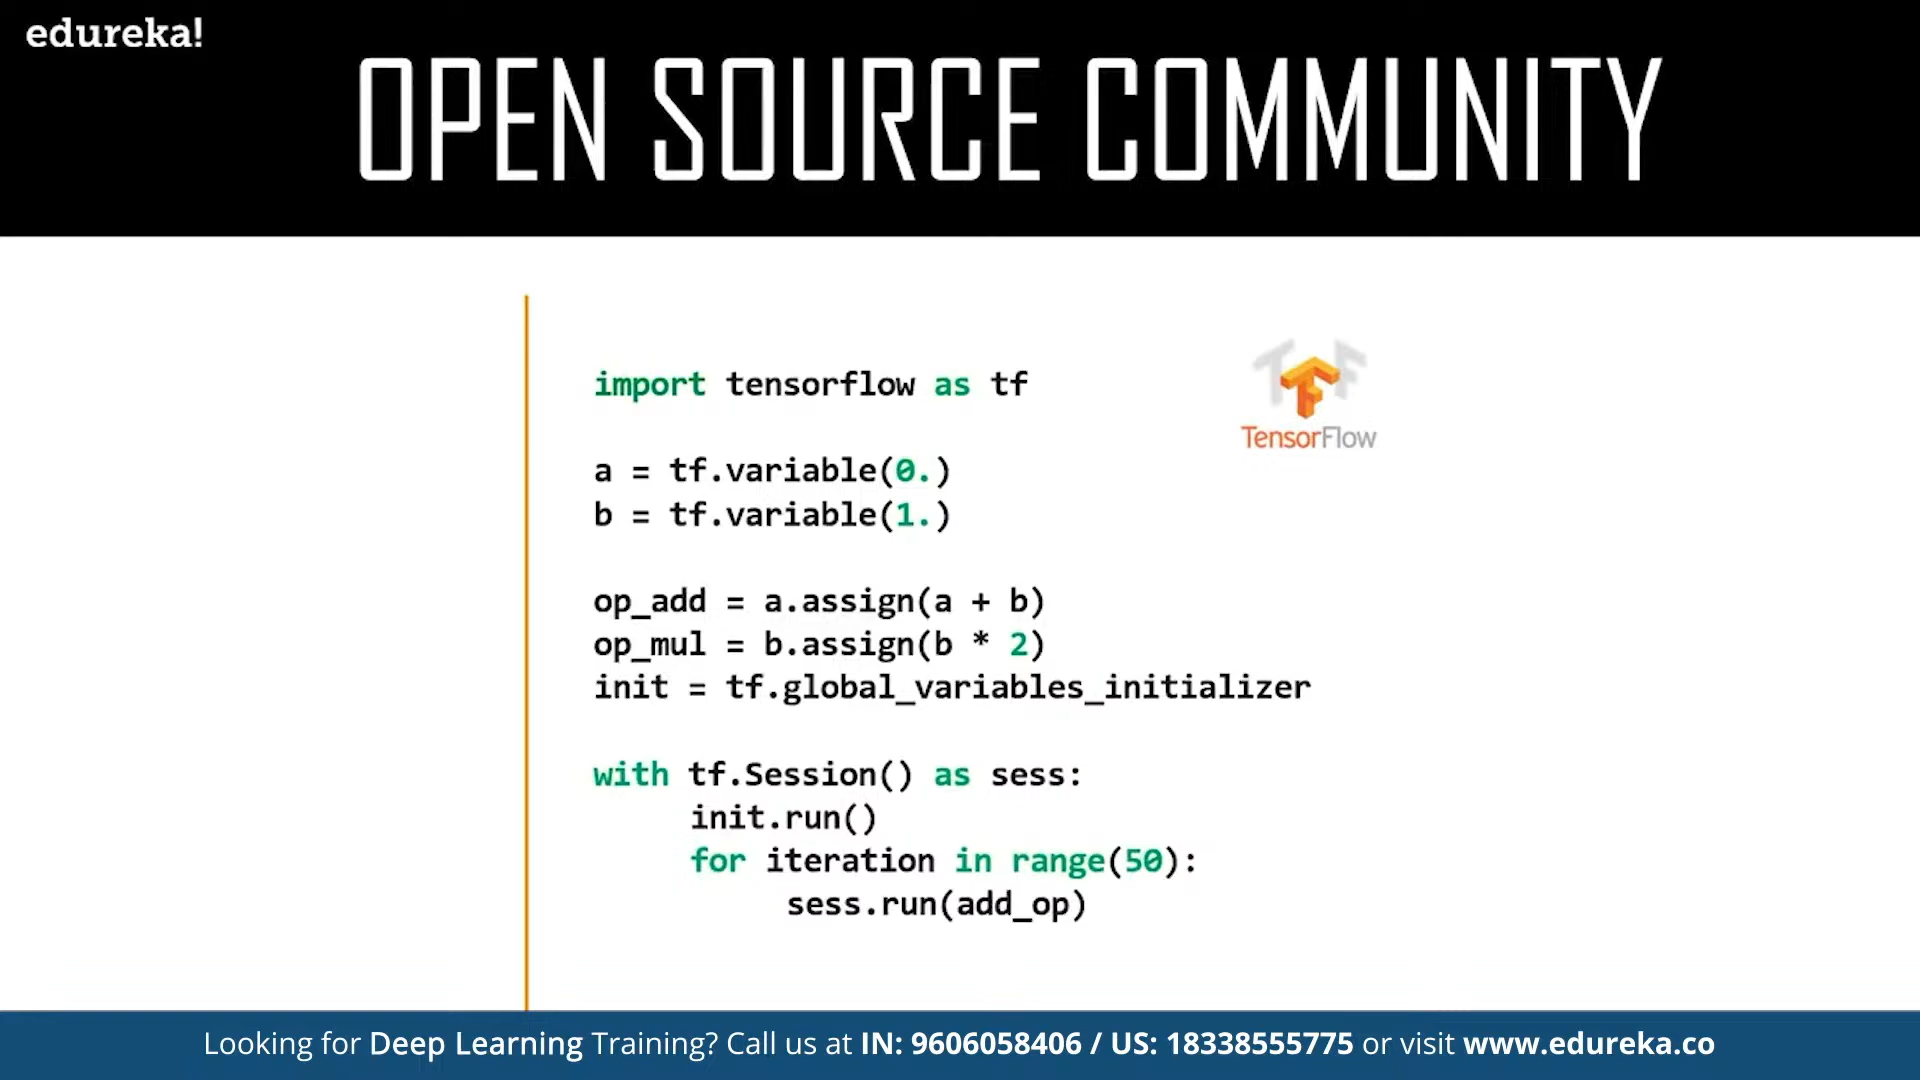 edureka!
OPEN SOURCE COMMUNITY
import tensorflow as tf
TensorFlow
a = tf.variable(0.)
b = tf.variable(1.)
op_add = a.assign(a + b)
op_mul = b.assign(b * 2)
init = tf.global_variables_initializer
with tf.Session() as sess:
init.run()
for iteration in range(50):
sess.run(add_op)
Looking for Deep Learning Training? Call us at IN: 9606058406 / US: 18338555775 or visit www.edureka.co